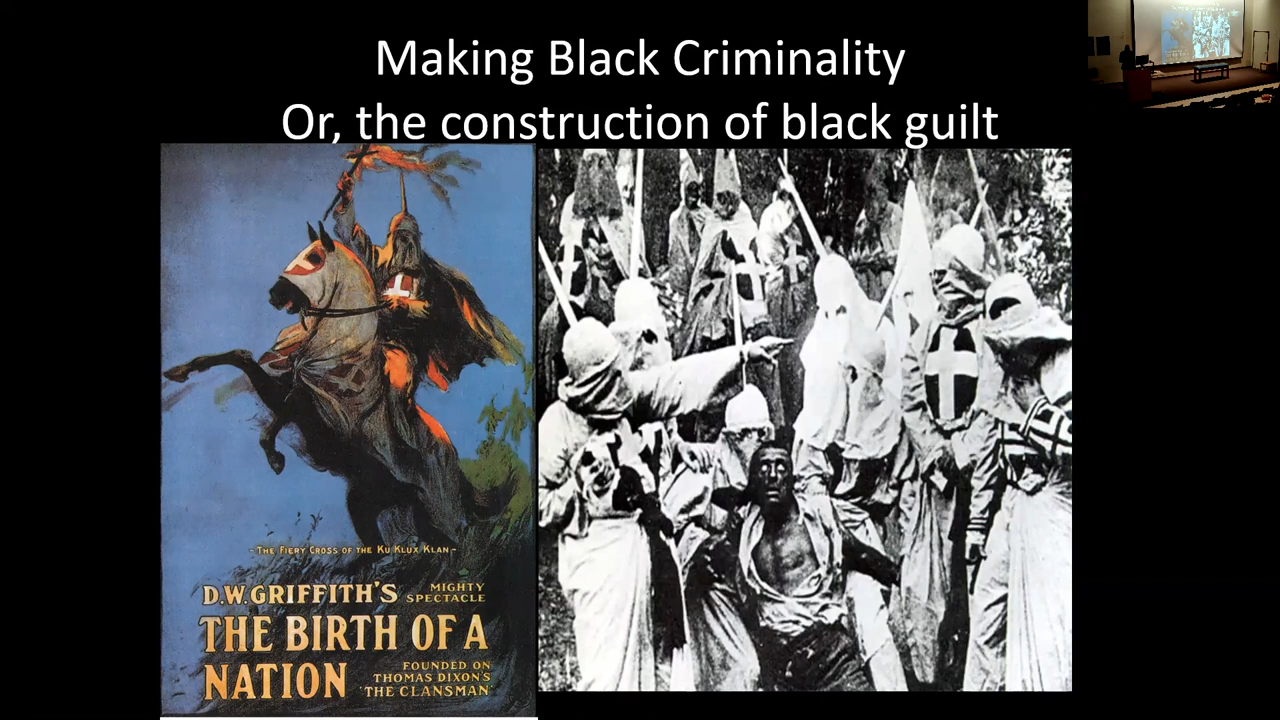 Making Black Criminality
Or, the construction of black guilt
- THE FIERY CROSS OF THE KU KLUX KLAN -
D.W. GRIFFITH'S
MIGHTY
SPECTACLE
THE BIRTH OF A
NATION
FOUNDED ON
THOMAS DIXON'S
'THE CLANSMAN'